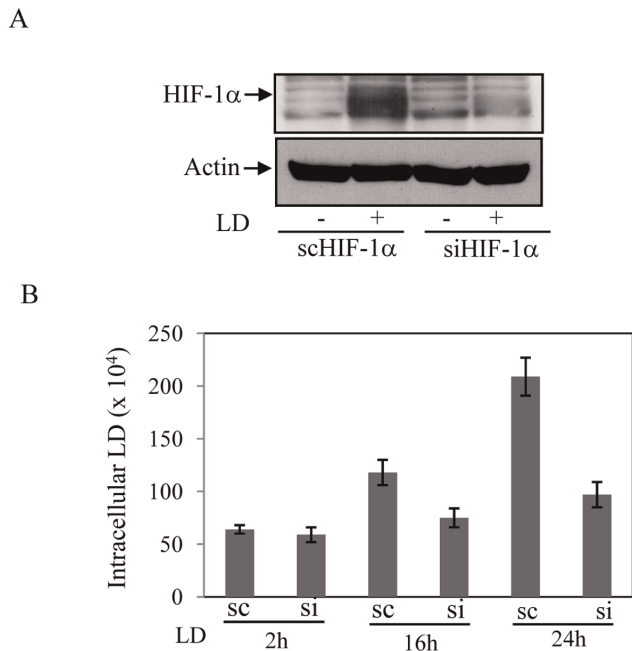 A
HIF-1α
Actin
LD - + - +
scHIF-1α siHIF-1α
B
Intracellular LD (x 10⁴)
250
200
150
100
50
0
sc si sc si sc si
LD 2h 16h 24h